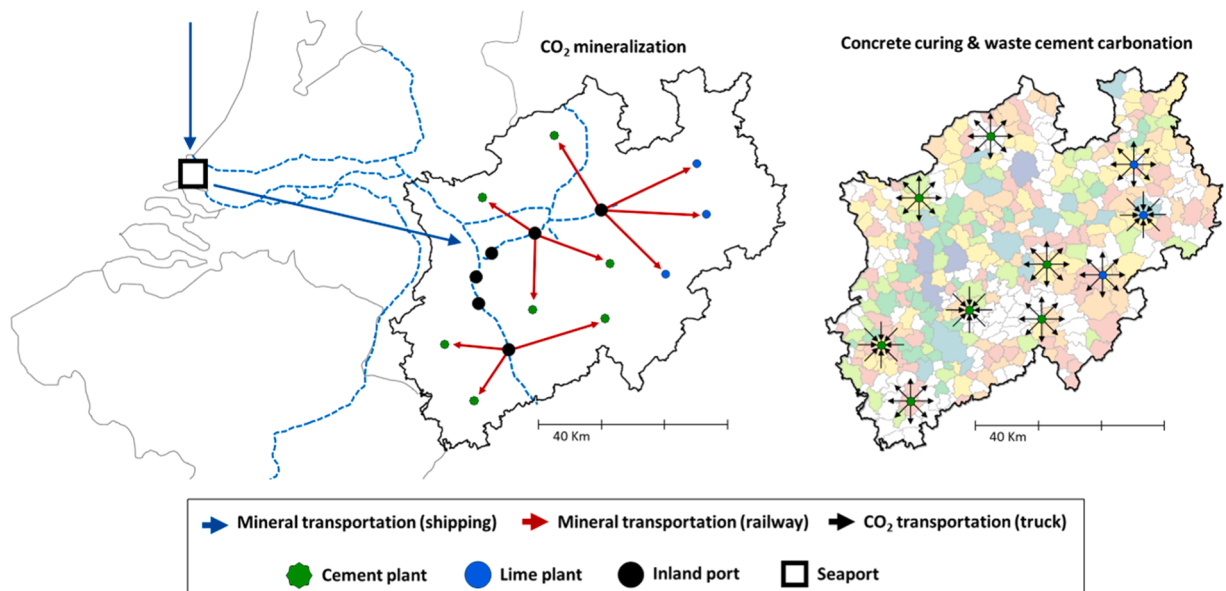 CO₂ mineralization
Concrete curing & waste cement carbonation
40 Km
40 Km
Mineral transportation (shipping)
Mineral transportation (railway)
CO₂ transportation (truck)
Cement plant
Lime plant
Inland port
Seaport